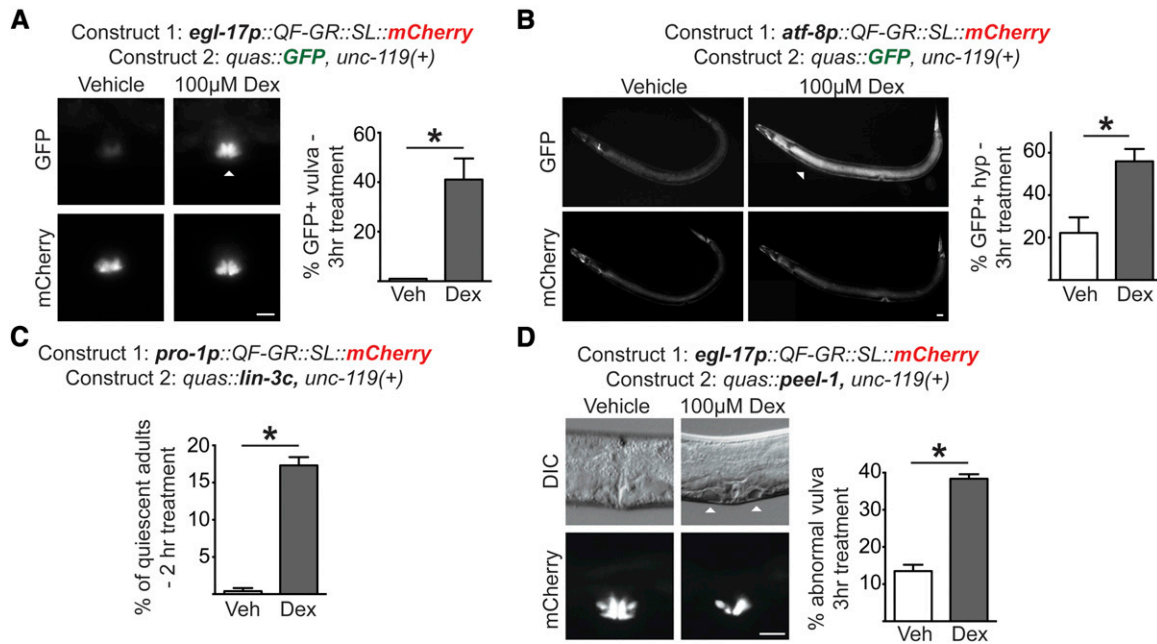 A
Construct 1: egl-17p::QF-GR::SL::mCherry
Construct 2: quas::GFP, unc-119(+)
Vehicle
100µM Dex
GFP
mCherry
% GFP+ vulva -
3hr treatment
60
40
20
0
*
Veh
Dex
B
Construct 1: atf-8p::QF-GR::SL::mCherry
Construct 2: quas::GFP, unc-119(+)
Vehicle
100µM Dex
GFP
mCherry
% GFP+ hyp -
3hr treatment
60
40
20
*
Veh
Dex
C
Construct 1: pro-1p::QF-GR::SL::mCherry
Construct 2: quas::lin-3c, unc-119(+)
% of quiescent adults
- 2 hr treatment
20
15
10
5
0
*
Veh
Dex
D
Construct 1: egl-17p::QF-GR::SL::mCherry
Construct 2: quas::peel-1, unc-119(+)
Vehicle
100µM Dex
DIC
mCherry
% abnormal vulva
3hr treatment
40
30
20
10
*
Veh
Dex